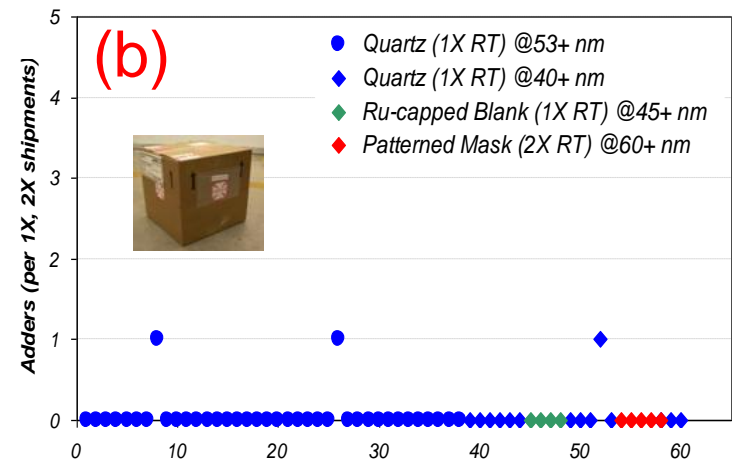 (b)
Quartz (1X RT) @53+ nm
Quartz (1X RT) @40+ nm
Ru-capped Blank (1X RT) @45+ nm
Patterned Mask (2X RT) @60+ nm
Adders (per 1X, 2X shipments)
5
4
3
2
1
0
0 10 20 30 40 50 60